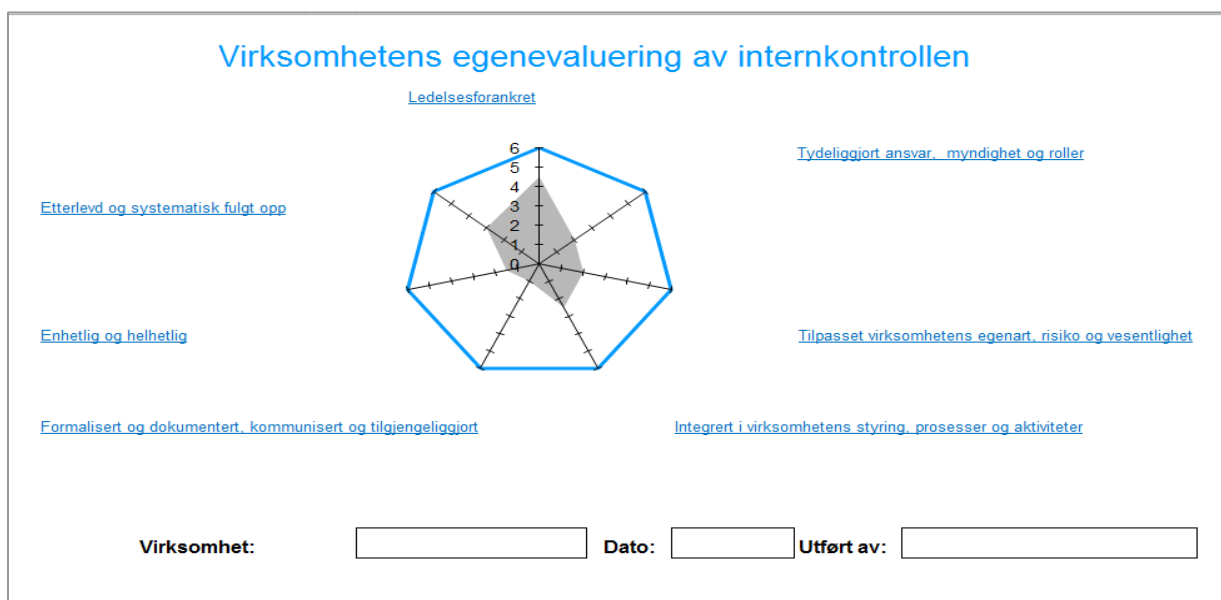 Virksomhetens egenevaluering av internkontrollen
Ledelsesforankret
Tydeliggjort ansvar, myndighet og roller
6
5
4
3
2
1
0
Etterlevd og systematisk fulgt opp
Enhetlig og helhetlig
Tilpasset virksomhetens egenart, risiko og vesentlighet
Formalisert og dokumentert, kommunisert og tilgjengeliggjort
Integrert i virksomhetens styring, prosesser og aktiviteter
Virksomhet:
Dato:
Utført av: